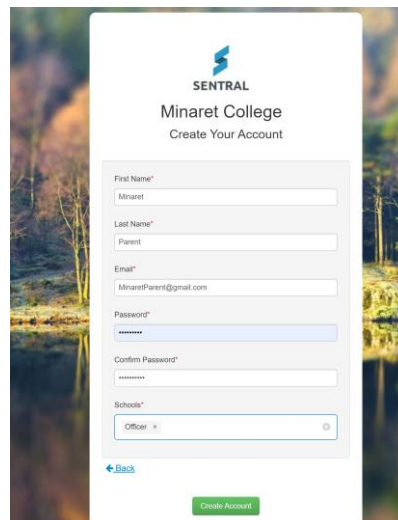 SENTRAL
Minaret College
Create Your Account
First Name*
Minaret
Last Name*
Parent
Email*
MinaretParent@gmail.com
Password*
•••••••••
Confirm Password*
••••••••••
Schools*
Officer ×
Back
Create Account